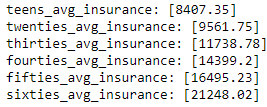 teens_avg_insurance: [8407.35]
twenties_avg_insurance: [9561.75]
thirties_avg_insurance: [11738.78]
fourties_avg_insurance: [14399.2]
fifties_avg_insurance: [16495.23]
sixties_avg_insurance: [21248.02]